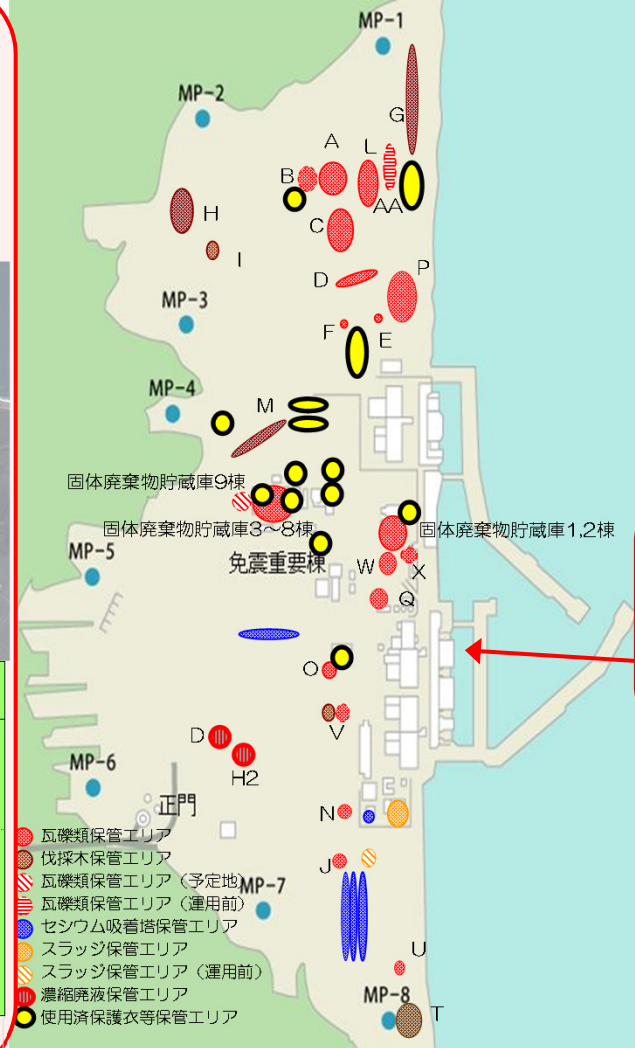 MP-1
MP-2
G
A
L
B
AA
H
C
I
D
P
MP-3
F
E
MP-4
M
固体廃棄物貯蔵庫9棟
固体廃棄物貯蔵庫3～8棟
固体廃棄物貯蔵庫1,2棟
MP-5
免震重要棟
W
X
Q
O
V
D
H2
MP-6
正門
N
瓦礫類保管エリア
伐採木保管エリア
J
瓦礫類保管エリア（予定地）
MP-7
瓦礫類保管エリア（運用前）
セシウム吸着塔保管エリア
スラッジ保管エリア
U
スラッジ保管エリア（運用前）
濃縮廃液保管エリア
MP-8
T
使用済保護衣等保管エリア